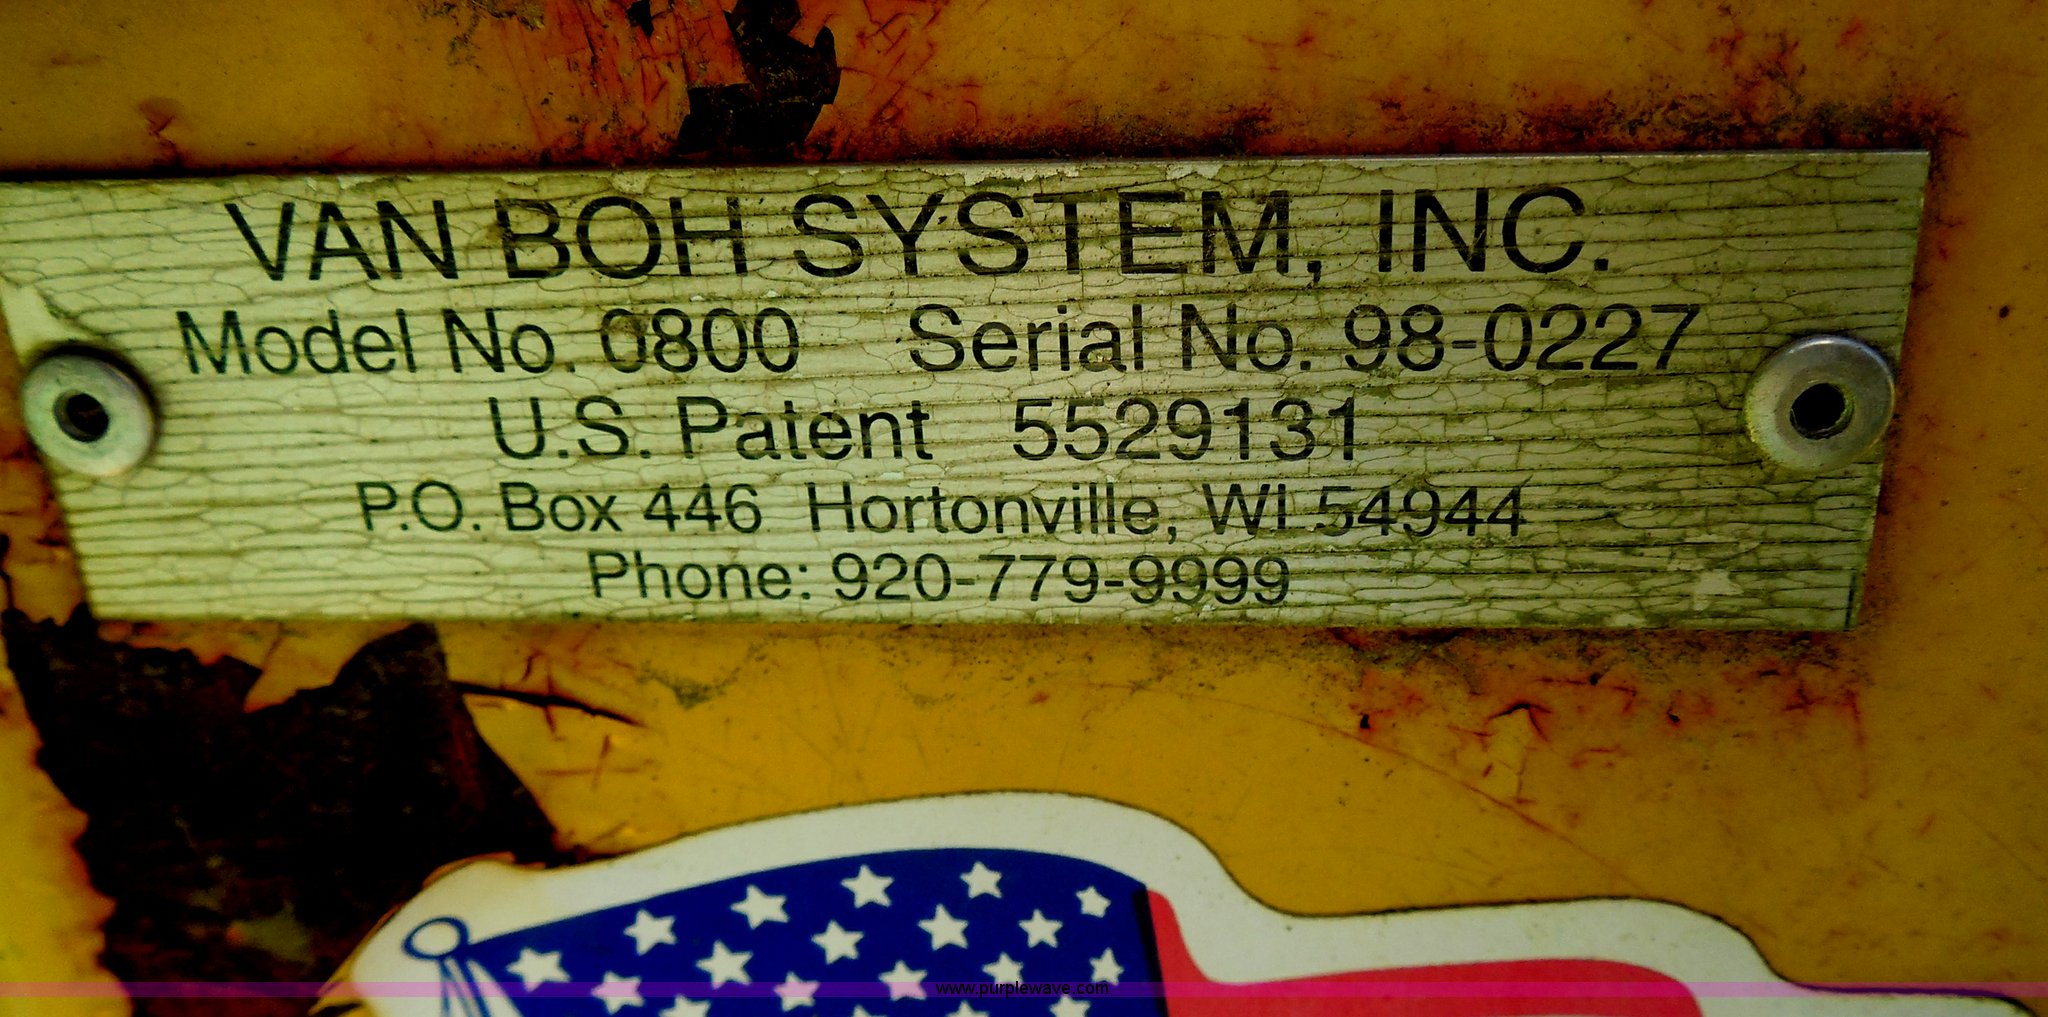 VAN BOH SYSTEM, INC.
Model No. 0800 Serial No. 98-0227
U.S. Patent 5529131
P.O. Box 446 Hortonville, WI 54944
Phone: 920-779-9999
www.purplewave.com